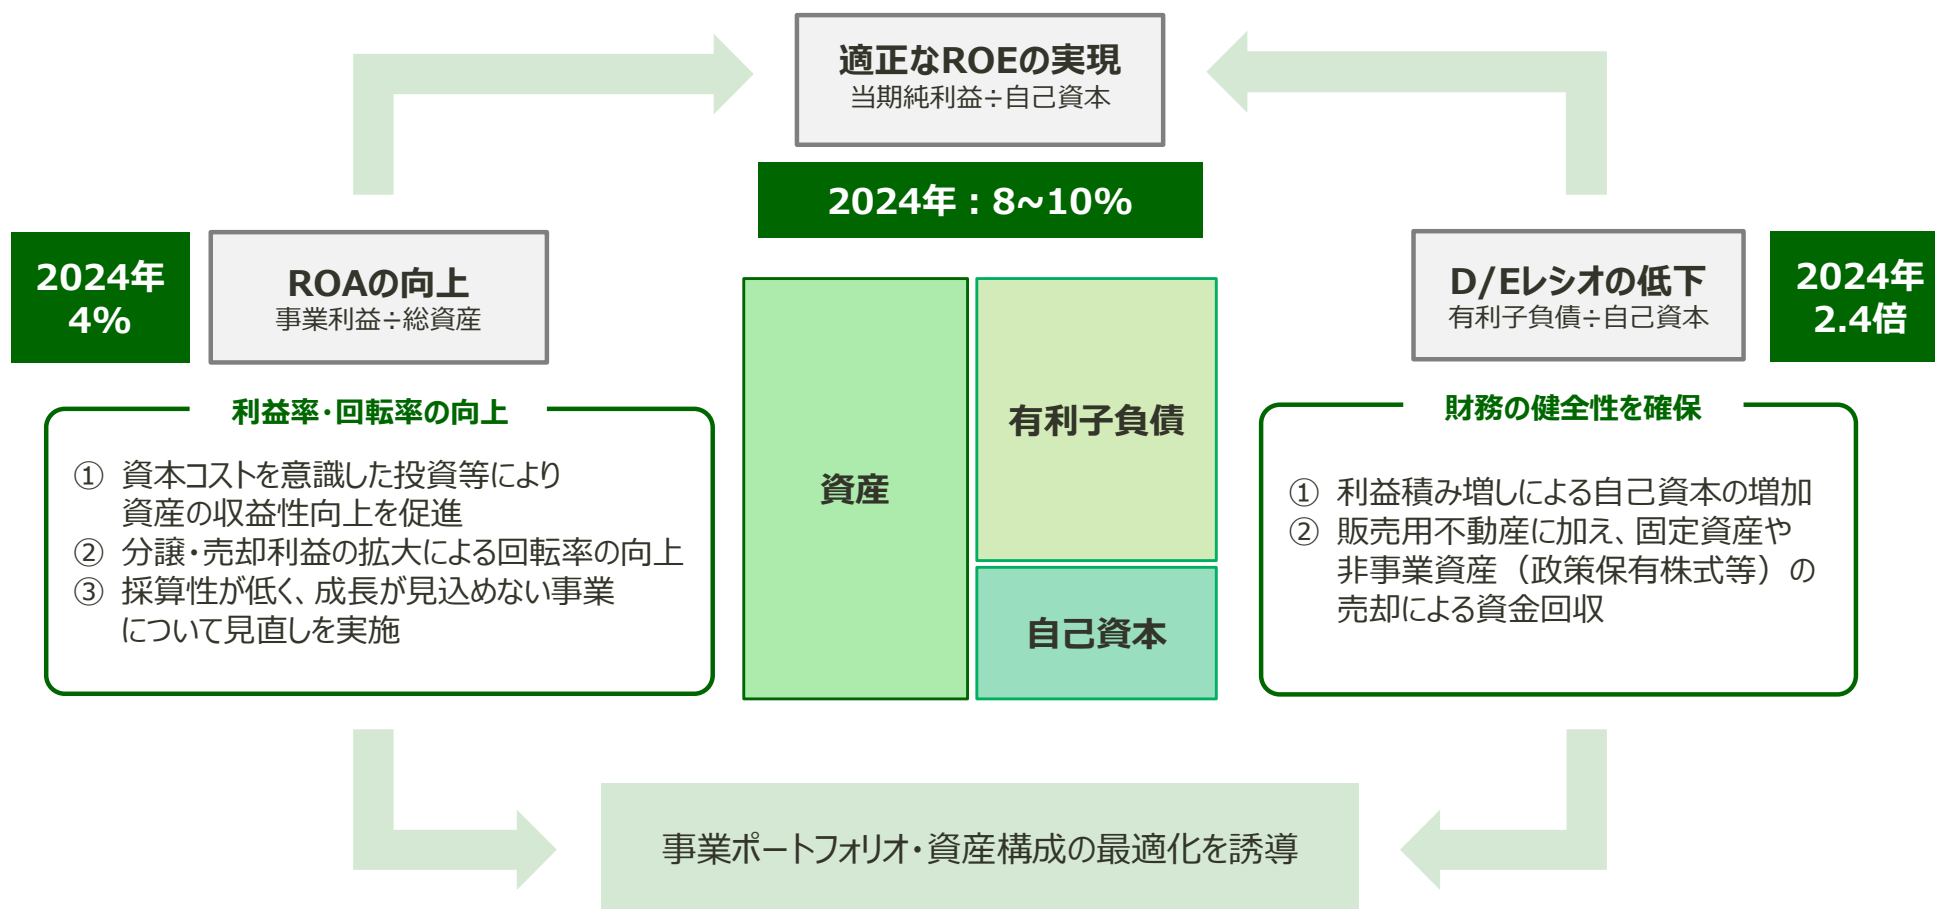 適正なROEの実現
当期純利益÷自己資本
2024年：8~10%
2024年
4%
ROAの向上
事業利益÷総資産
利益率・回転率の向上
① 資本コストを意識した投資等により
資産の収益性向上を促進
② 分譲・売却利益の拡大による回転率の向上
③ 採算性が低く、成長が見込めない事業
について見直しを実施
資産
有利子負債
自己資本
D/Eレシオの低下
有利子負債÷自己資本
2024年
2.4倍
財務の健全性を確保
① 利益積み増しによる自己資本の増加
② 販売用不動産に加え、固定資産や
非事業資産（政策保有株式等）の
売却による資金回収
事業ポートフォリオ・資産構成の最適化を誘導